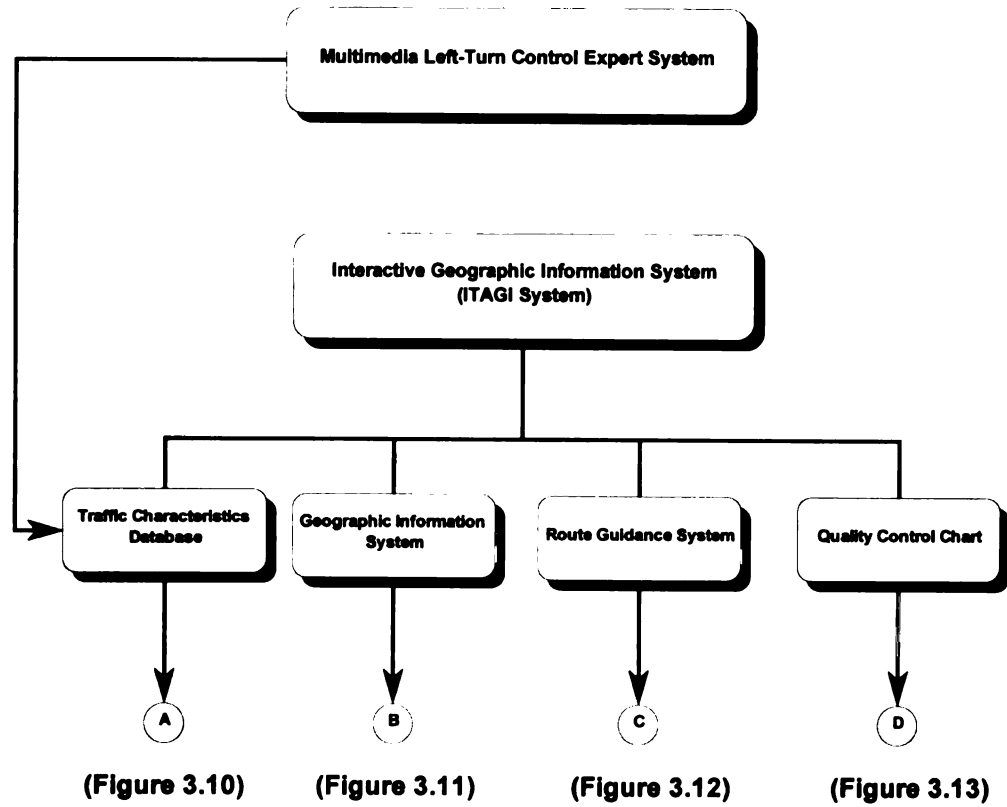 Multimedia Left-Turn Control Expert System
Interactive Geographic Information System
(ITAGI System)
Traffic Characteristics
Database
Geographic Information
System
Route Guidance System
Quality Control Chart
A
B
C
D
(Figure 3.10)
(Figure 3.11)
(Figure 3.12)
(Figure 3.13)